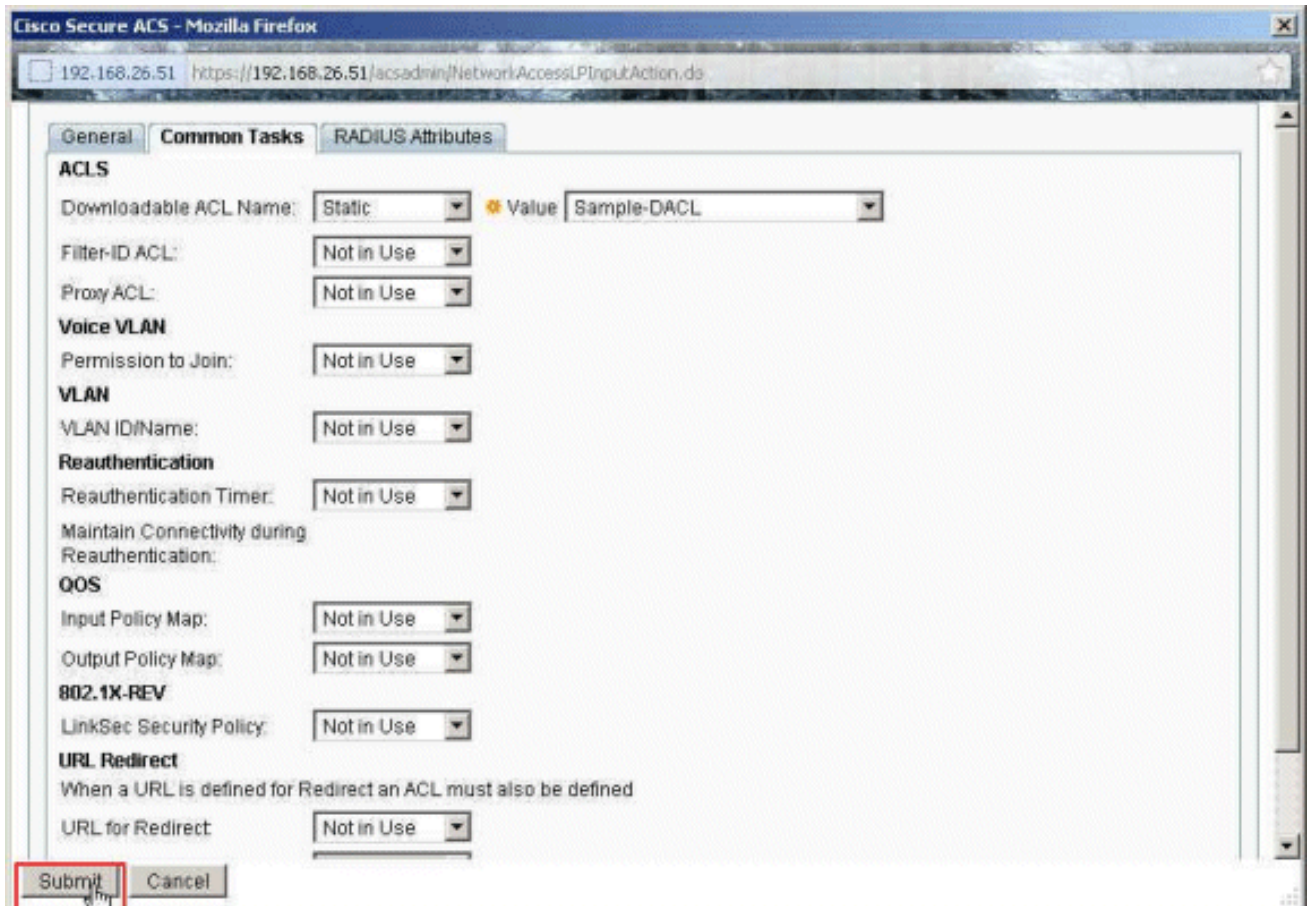 Cisco Secure ACS - Mozilla Firefox
192.168.26.51 https://192.168.26.51/acsadmin/NetworkAccessLPInputAction.do
General Common Tasks RADIUS Attributes
ACLS
Downloadable ACL Name: Static Value Sample-DACL
Filter-ID ACL: Not in Use
Proxy ACL: Not in Use
Voice VLAN
Permission to Join: Not in Use
VLAN
VLAN ID/Name: Not in Use
Reauthentication
Reauthentication Timer: Not in Use
Maintain Connectivity during
Reauthentication:
QOS
Input Policy Map: Not in Use
Output Policy Map: Not in Use
802.1X-REV
LinkSec Security Policy: Not in Use
URL Redirect
When a URL is defined for Redirect an ACL must also be defined
URL for Redirect Not in Use
Submit Cancel